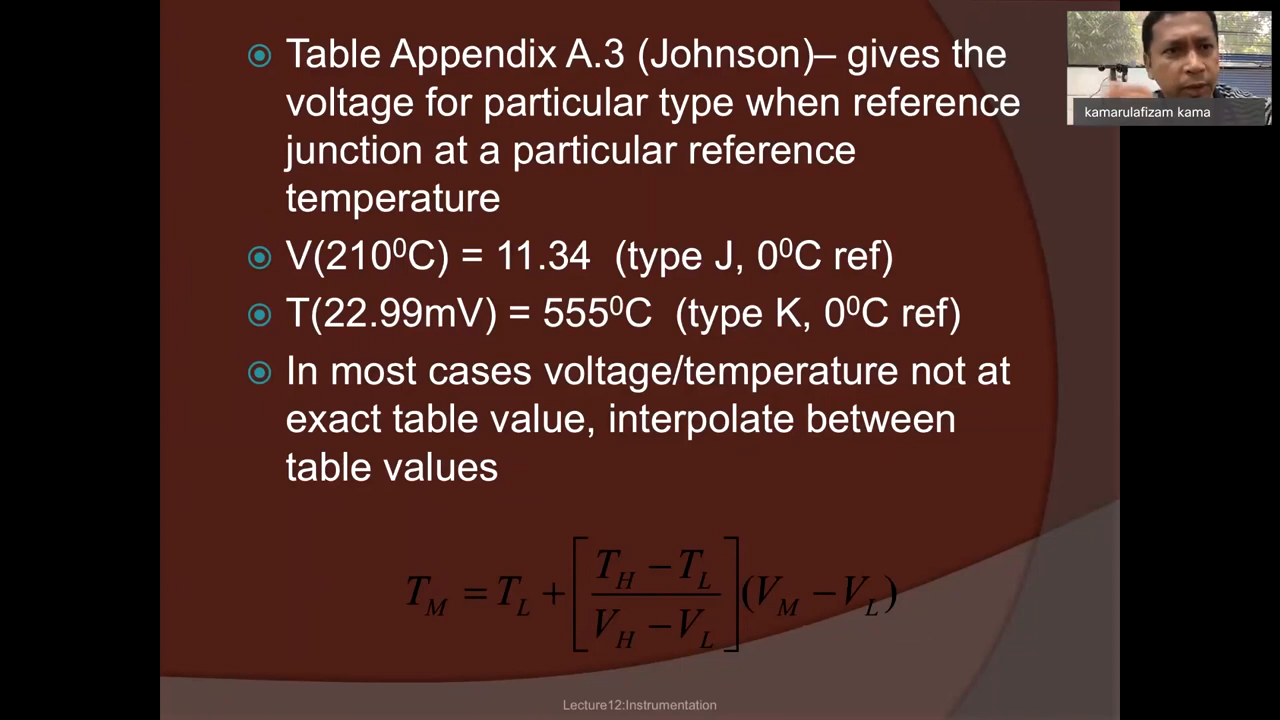 Table Appendix A.3 (Johnson)– gives the
voltage for particular type when reference
junction at a particular reference
temperature
V(210⁰C) = 11.34 (type J, 0⁰C ref)
T(22.99mV) = 555⁰C (type K, 0⁰C ref)
In most cases voltage/temperature not at
exact table value, interpolate between
table values
T_M = T_L + [(T_H − T_L)/(V_H − V_L)] (V_M − V_L)
Lecture12:Instrumentation
kamarulafizam kama